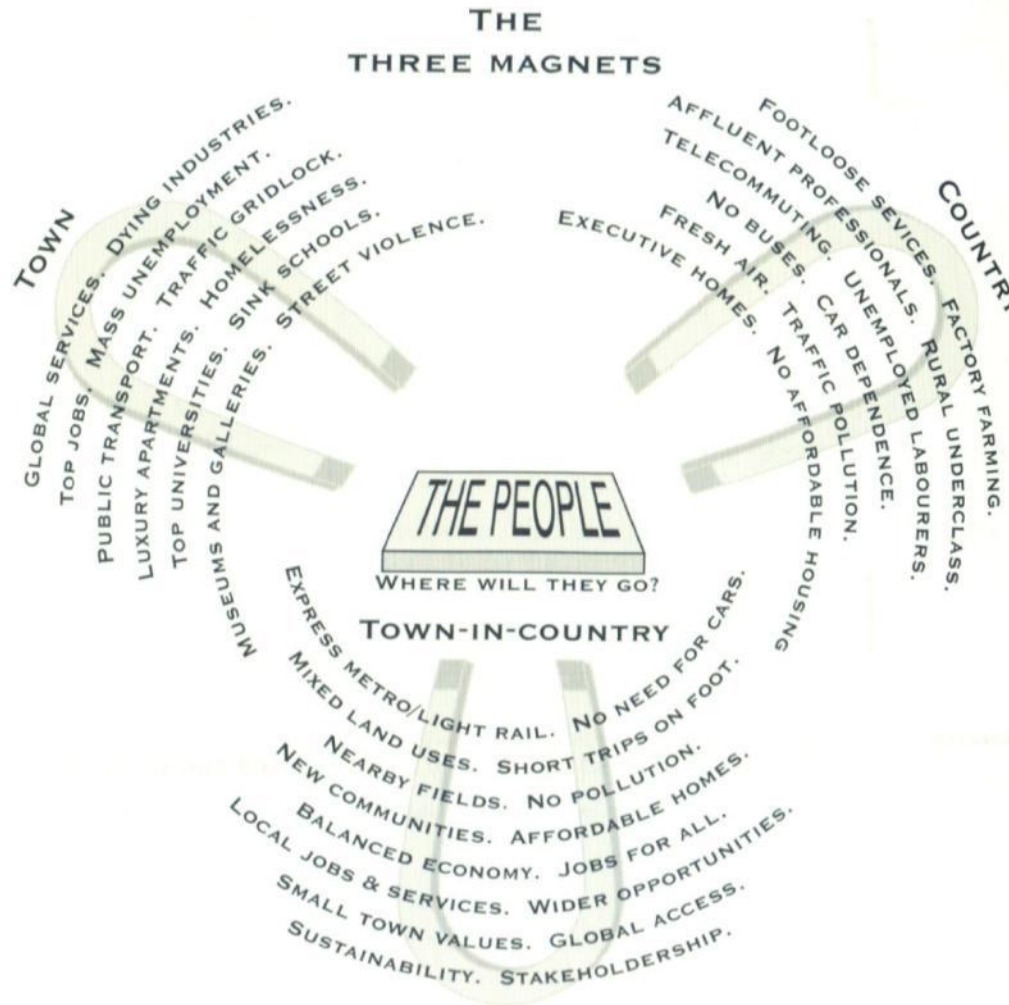 THE
THREE MAGNETS
TOWN
GLOBAL SERVICES. DYING INDUSTRIES.
TOP JOBS. MASS UNEMPLOYMENT.
PUBLIC TRANSPORT. TRAFFIC GRIDLOCK.
LUXURY APARTMENTS. HOMELESSNESS.
TOP UNIVERSITIES. SINK SCHOOLS.
MUSEUMS AND GALLERIES. STREET VIOLENCE.
COUNTRY
FOOTLOOSE SEVICES. FACTORY FARMING.
AFFLUENT PROFESSIONALS. RURAL UNDERCLASS.
TELECOMMUTING. UNEMPLOYED LABOURERS.
NO BUSES. CAR DEPENDENCE.
FRESH AIR. TRAFFIC POLLUTION.
EXECUTIVE HOMES. NO AFFORDABLE HOUSING
THE PEOPLE
WHERE WILL THEY GO?
TOWN-IN-COUNTRY
EXPRESS METRO/LIGHT RAIL. NO NEED FOR CARS.
MIXED LAND USES. SHORT TRIPS ON FOOT.
NEARBY FIELDS. NO POLLUTION.
NEW COMMUNITIES. AFFORDABLE HOMES.
BALANCED ECONOMY. JOBS FOR ALL.
LOCAL JOBS & SERVICES. WIDER OPPORTUNITIES.
SMALL TOWN VALUES. GLOBAL ACCESS.
SUSTAINABILITY. STAKEHOLDERSHIP.